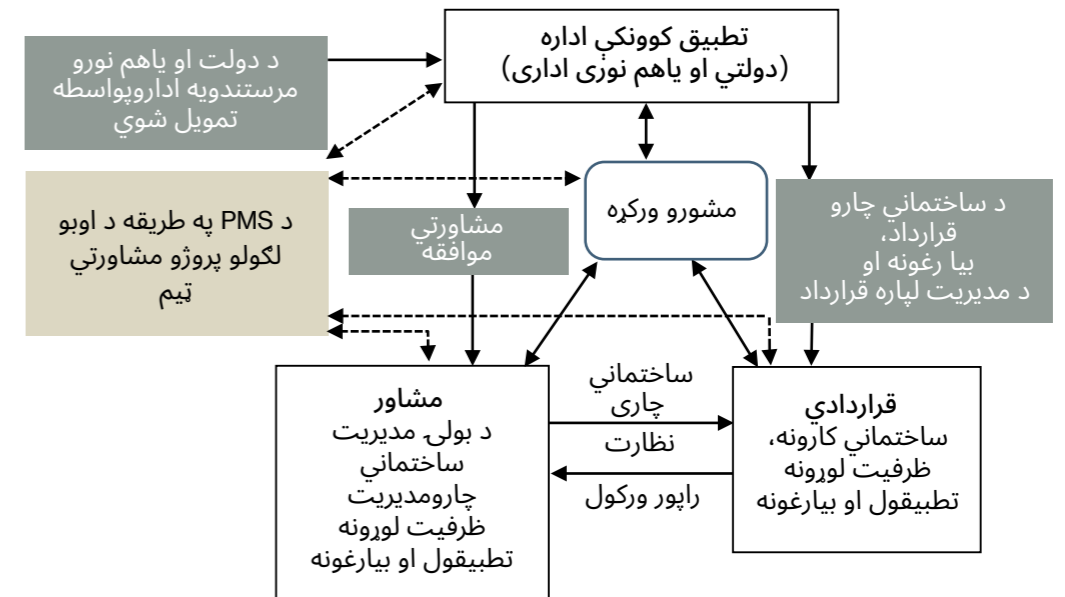 تطبیق کوونکې اداره
(دولتي او یاهم نورى ادارى)
د دولت او یاهم نورو
مرستندویه اداروپواسطه
تمویل شوي
د PMS په طریقه د اوبو
لګولو پروژو مشاورتي
ټیم
مشاورتي
موافقه
مشورو ورکړه
د ساختماني چارو
قرارداد،
بیا رغونه او
د مدیریت لپاره قرارداد
مشاور
د بولۍ مدیریت
ساختماني
چارومدیریت
ظرفیت لوړونه
تطبیقول او بیارغونه
ساختماني
چارى
نظارت
راپور ورکول
قراردادي
ساختماني کارونه،
ظرفیت لوړونه
تطبیقول او بیارغونه